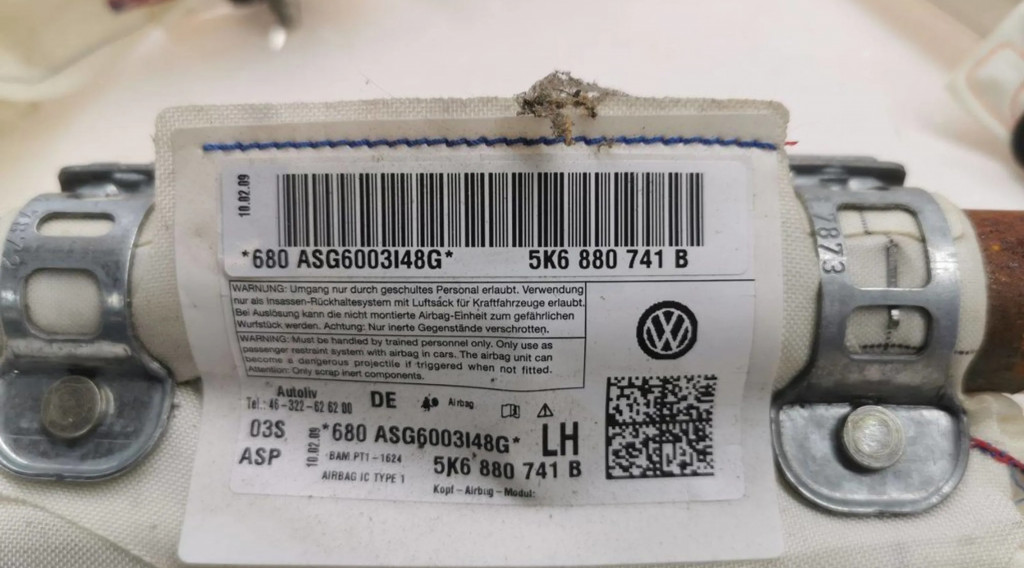 10.02.09
*680 ASG6003I48G* 5K6 880 741 B
WARNUNG: Umgang nur durch geschultes Personal erlaubt. Verwendung
nur als Insassen-Rückhaltesystem mit Luftsack für Kraftfahrzeuge erlaubt.
Bei Auslösung kann die nicht montierte Airbag-Einheit zum gefährlichen
Wurfstück werden. Achtung: Nur inerte Gegenstände verschrotten.
WARNING: Must be handled by trained personnel only. Only use as
passenger restraint system with airbag in cars. The airbag unit can
become a dangerous projectile if triggered when not fitted.
Attention: Only scrap inert components.
Autoliv
Tel.: 46-322-62 62 00 DE Airbag
03S 10.02.09 *680 ASG6003I48G* LH
ASP BAM PT1-1624 5K6 880 741 B
AIRBAG IC TYPE 1
Kopf-Airbag-Modul:
7873
7873